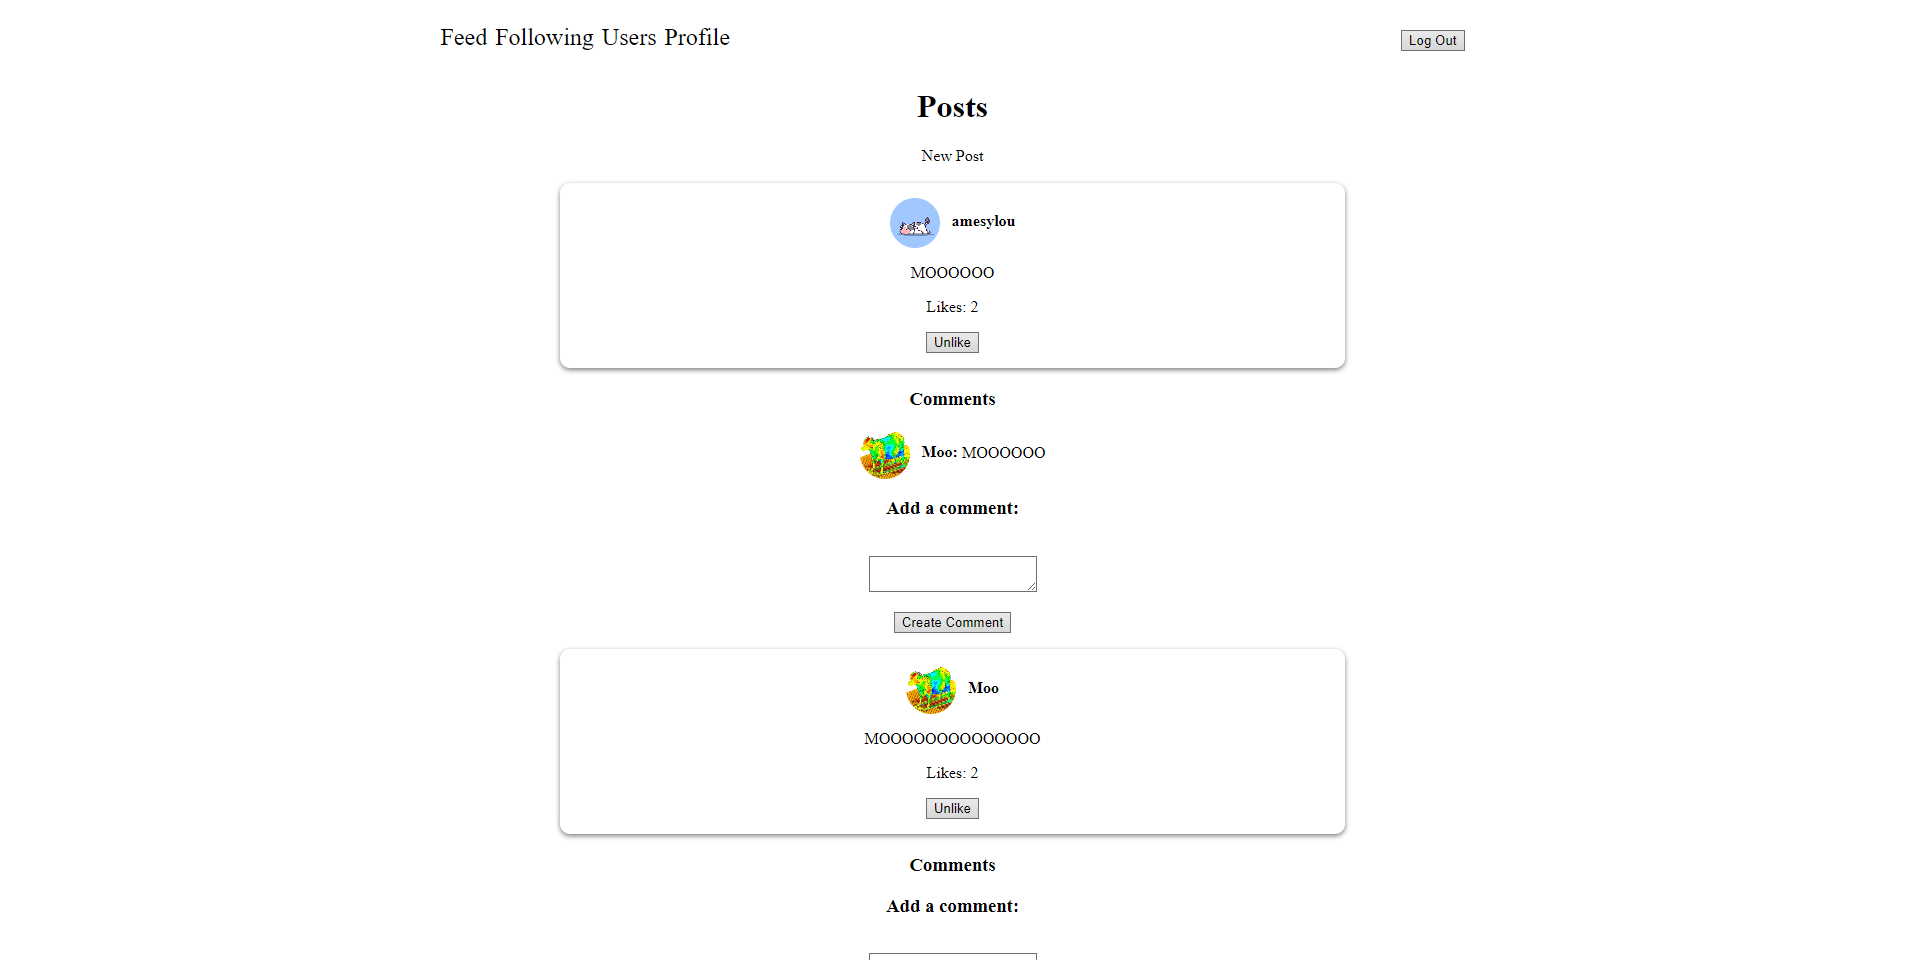 Feed Following Users Profile
Log Out
Posts
New Post
amesylou
MOOOOOO
Likes: 2
Unlike
Comments
Moo: MOOOOOO
Add a comment:
Create Comment
Moo
MOOOOOOOOOOOOOO
Likes: 2
Unlike
Comments
Add a comment: